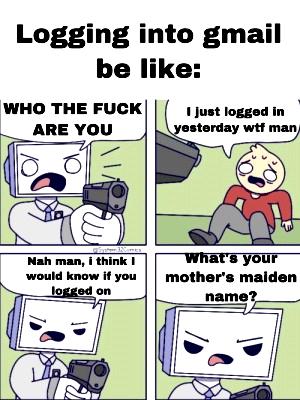 Logging into gmail
be like:
WHO THE FUCK
ARE YOU
I just logged in
yesterday wtf man
@System32Comics
Nah man, i think I
would know if you
logged on
What's your
mother's maiden
name?